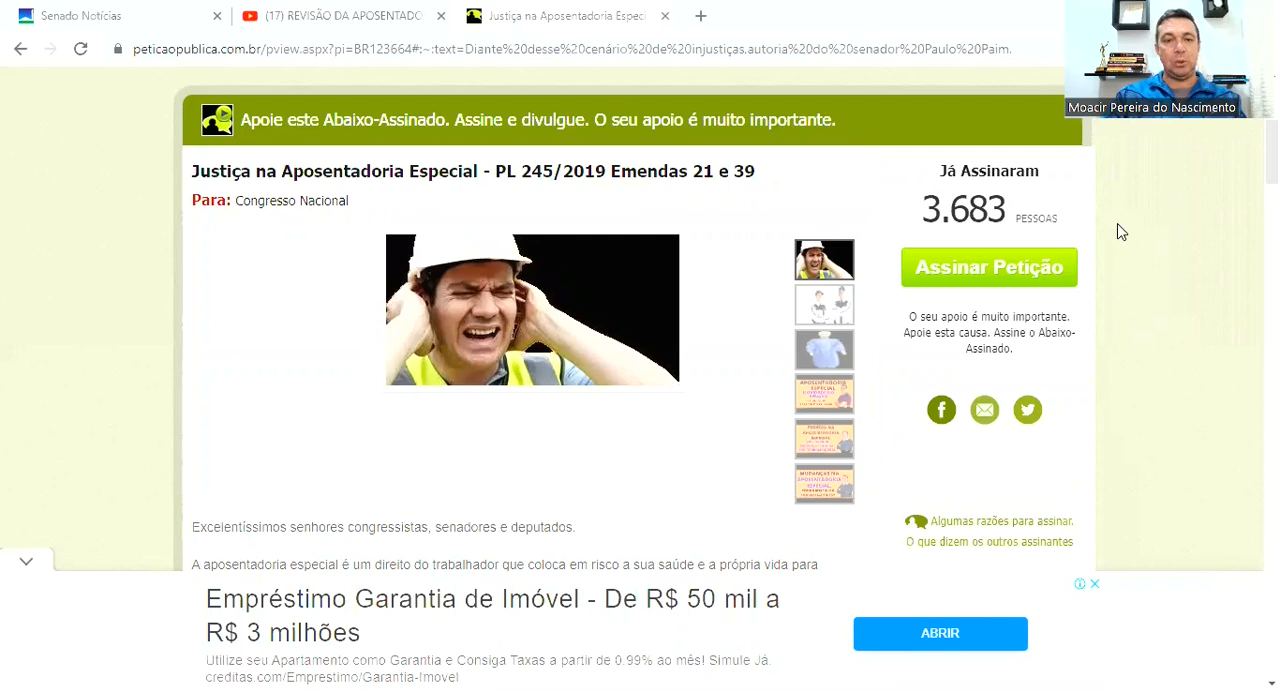 Senado Notícias
(17) REVISÃO DA APOSENTADO
Justiça na Aposentadoria Especi
peticaopublica.com.br/pview.aspx?pi=BR123664#:~:text=Diante%20desse%20cenário%20de%20injustiças,autoria%20do%20senador%20Paulo%20Paim.
Moacir Pereira do Nascimento
Apoie este Abaixo-Assinado. Assine e divulgue. O seu apoio é muito importante.
Justiça na Aposentadoria Especial - PL 245/2019 Emendas 21 e 39
Para: Congresso Nacional
Já Assinaram
3.683 PESSOAS
Assinar Petição
O seu apoio é muito importante.
Apoie esta causa. Assine o Abaixo-
Assinado.
APOSENTADORIA
ESPECIAL
APOSENTADORIA
ESPECIAL
Algumas razões para assinar.
O que dizem os outros assinantes
Excelentíssimos senhores congressistas, senadores e deputados.
A aposentadoria especial é um direito do trabalhador que coloca em risco a sua saúde e a própria vida para
Empréstimo Garantia de Imóvel - De R$ 50 mil a
R$ 3 milhões
Utilize seu Apartamento como Garantia e Consiga Taxas a partir de 0.99% ao mês! Simule Já.
creditas.com/Emprestimo/Garantia-Imovel
ABRIR